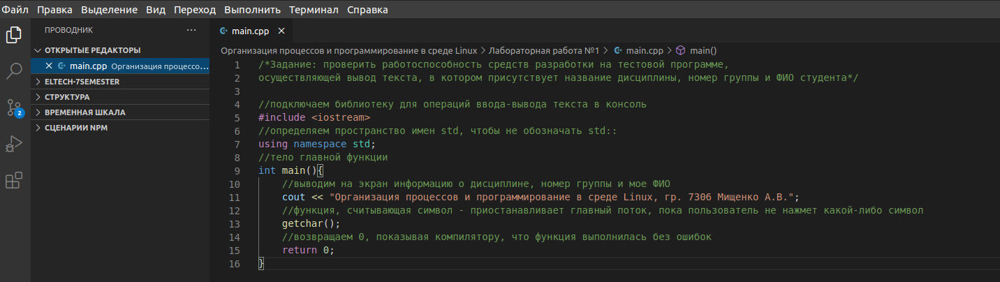 Файл Правка Выделение Вид Переход Выполнить Терминал Справка
ПРОВОДНИК ...
ОТКРЫТЫЕ РЕДАКТОРЫ
main.cpp Организация процессо...
ELTECH-7SEMESTER
СТРУКТУРА
ВРЕМЕННАЯ ШКАЛА
СЦЕНАРИИ NPM
2
main.cpp
Организация процессов и программирование в среде Linux > Лабораторная работа №1 > main.cpp > main()
1 /*Задание: проверить работоспособность средств разработки на тестовой программе,
2 осуществляющей вывод текста, в котором присутствует название дисциплины, номер группы и ФИО студента*/
3
4 //подключаем библиотеку для операций ввода-вывода текста в консоль
5 #include <iostream>
6 //определяем пространство имен std, чтобы не обозначать std::
7 using namespace std;
8 //тело главной функции
9 int main(){
10 //выводим на экран информацию о дисциплине, номер группы и мое ФИО
11 cout << "Организация процессов и программирование в среде Linux, гр. 7306 Мищенко А.В.";
12 //функция, считывающая символ - приостанавливает главный поток, пока пользователь не нажмет какой-либо символ
13 getchar();
14 //возвращаем 0, показывая компилятору, что функция выполнилась без ошибок
15 return 0;
16 }